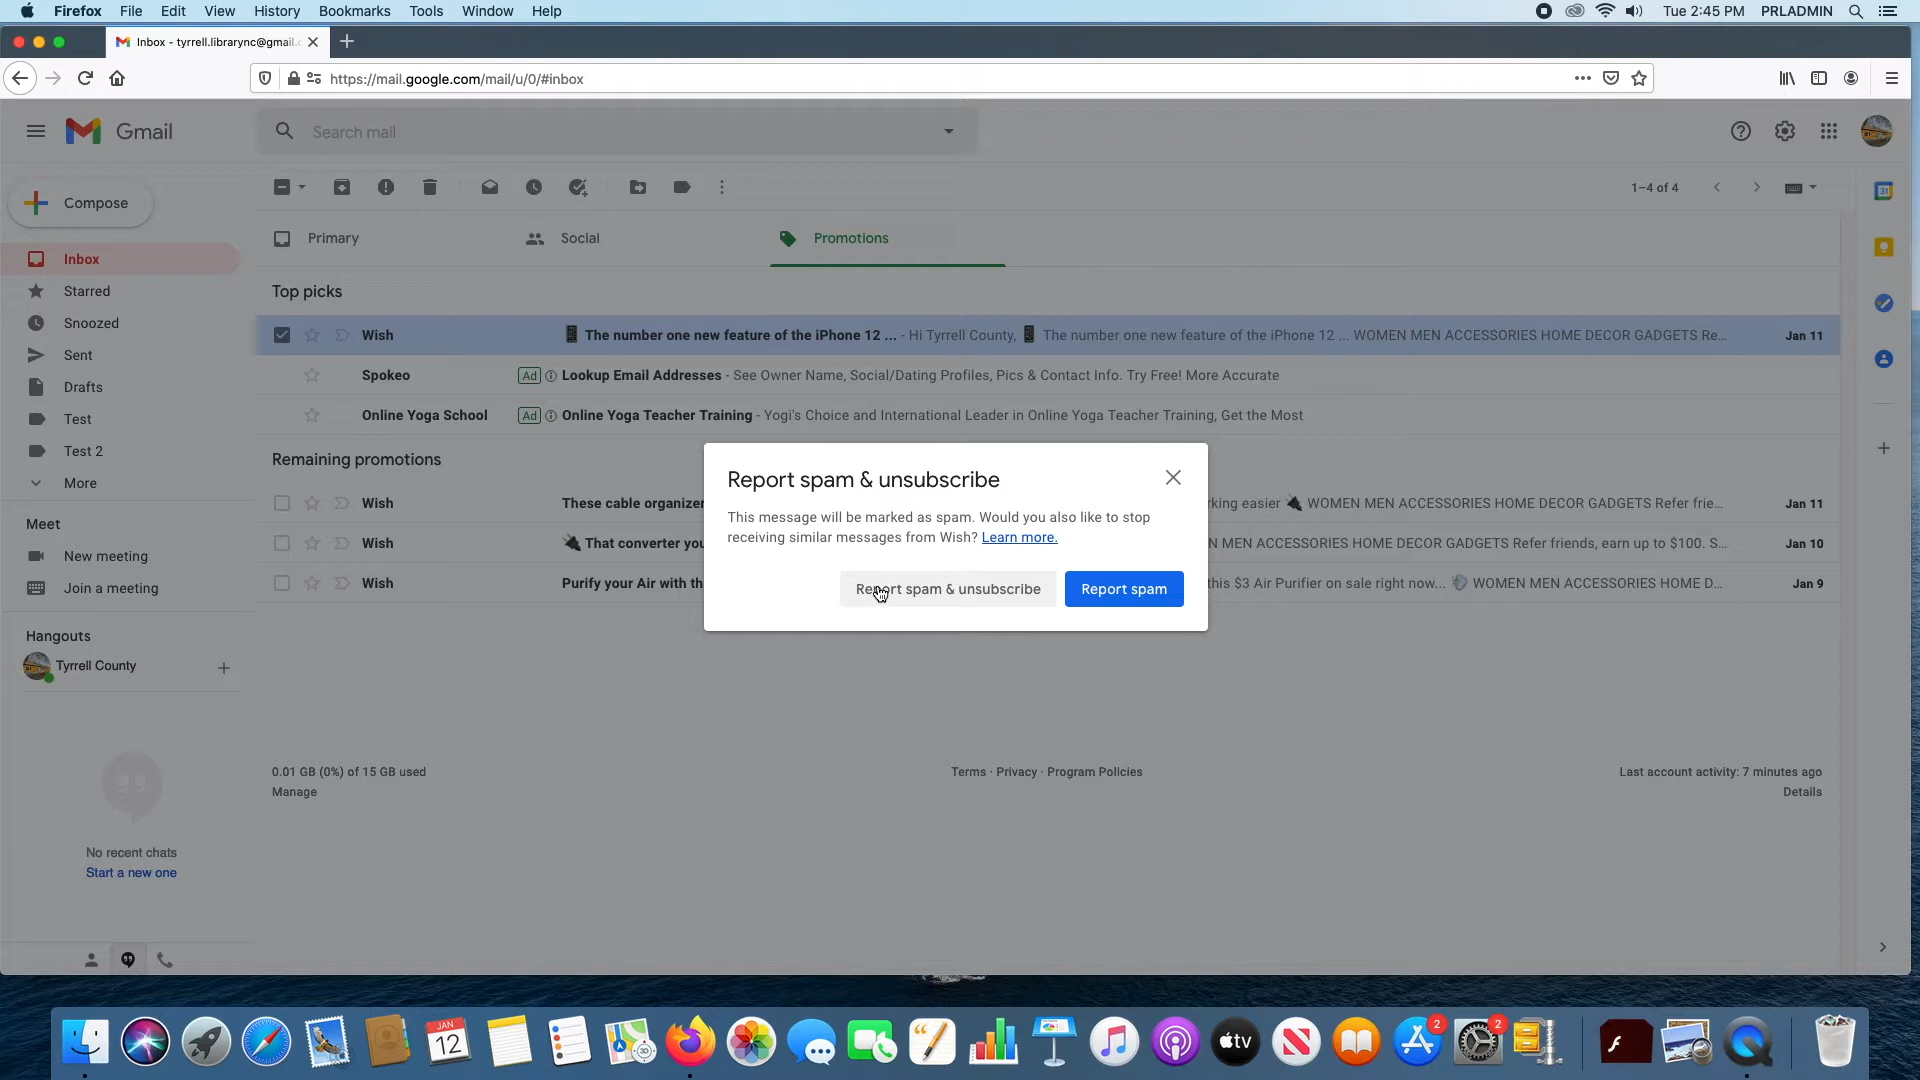 Firefox File Edit View History Bookmarks Tools Window Help Tue 2:45 PM PRLADMIN
Inbox - tyrrell.librarync@gmail.
https://mail.google.com/mail/u/0/#inbox
Gmail
Search mail
Compose
1–4 of 4
31
Primary Social Promotions
Inbox
Starred
Snoozed
Sent
Drafts
Test
Test 2
More
Top picks
Wish The number one new feature of the iPhone 12 ... - Hi Tyrrell County, The number one new feature of the iPhone 12 ... WOMEN MEN ACCESSORIES HOME DECOR GADGETS Re... Jan 11
Spokeo Ad Lookup Email Addresses - See Owner Name, Social/Dating Profiles, Pics & Contact Info. Try Free! More Accurate
Online Yoga School Ad Online Yoga Teacher Training - Yogi's Choice and International Leader in Online Yoga Teacher Training, Get the Most
Remaining promotions
Wish These cable organizer rking easier WOMEN MEN ACCESSORIES HOME DECOR GADGETS Refer frie... Jan 11
Wish That converter you N MEN ACCESSORIES HOME DECOR GADGETS Refer friends, earn up to $100. S... Jan 10
Wish Purify your Air with th this $3 Air Purifier on sale right now... WOMEN MEN ACCESSORIES HOME D... Jan 9
Report spam & unsubscribe
This message will be marked as spam. Would you also like to stop
receiving similar messages from Wish? Learn more.
Report spam & unsubscribe Report spam
Meet
New meeting
Join a meeting
Hangouts
Tyrrell County
No recent chats
Start a new one
0.01 GB (0%) of 15 GB used
Manage
Terms · Privacy · Program Policies
Last account activity: 7 minutes ago
Details
JAN
12
3D
tv
2
2